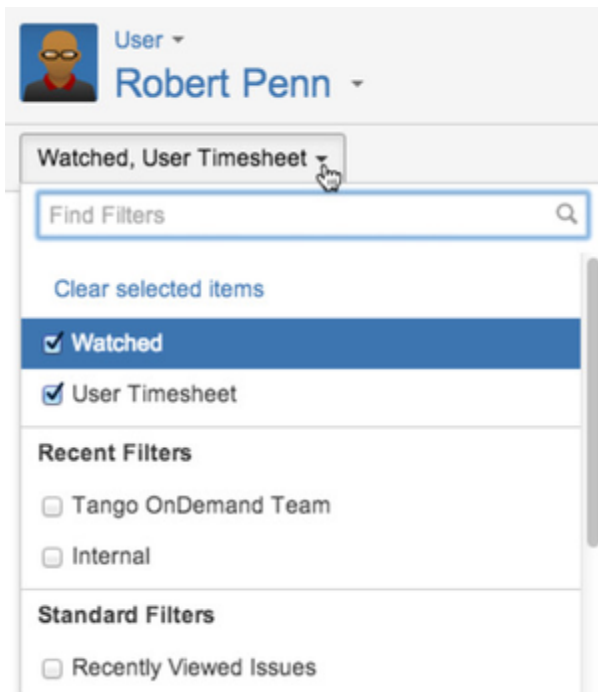 User
Robert Penn
Watched, User Timesheet
Find Filters
Clear selected items
Watched
User Timesheet
Recent Filters
Tango OnDemand Team
Internal
Standard Filters
Recently Viewed Issues